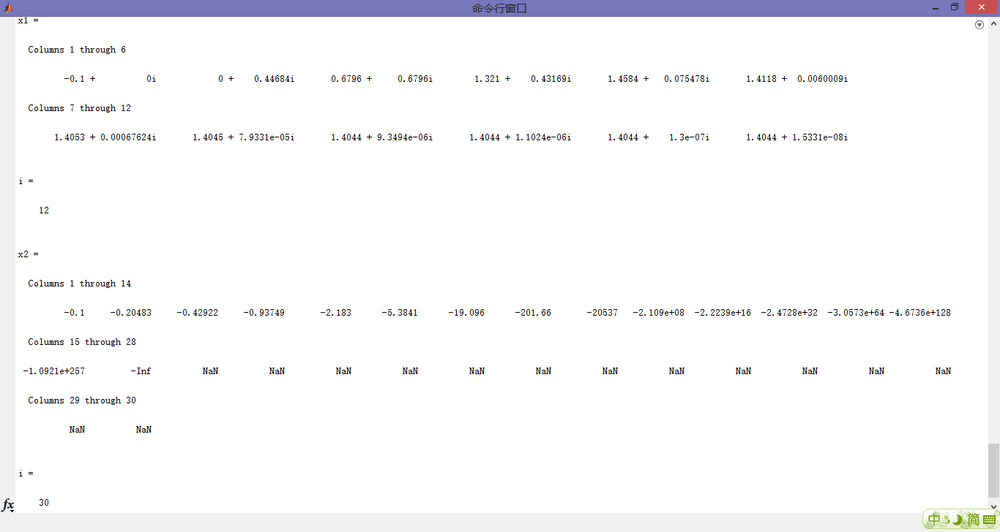 命令行窗口
x1 =
Columns 1 through 6
-0.1 + 0i 0 + 0.44684i 0.6796 + 0.6796i 1.321 + 0.43169i 1.4584 + 0.075478i 1.4118 + 0.0060009i
Columns 7 through 12
1.4053 + 0.00067624i 1.4045 + 7.9331e-05i 1.4044 + 9.3494e-06i 1.4044 + 1.1024e-06i 1.4044 + 1.3e-07i 1.4044 + 1.5331e-08i
i =
12
x2 =
Columns 1 through 14
-0.1 -0.20483 -0.42922 -0.93749 -2.183 -5.3841 -19.096 -201.66 -20537 -2.109e+08 -2.2239e+16 -2.4728e+32 -3.0573e+64 -4.6736e+128
Columns 15 through 28
-1.0921e+257 -Inf NaN NaN NaN NaN NaN NaN NaN NaN NaN NaN NaN NaN
Columns 29 through 30
NaN NaN
i =
fx 30
中 简